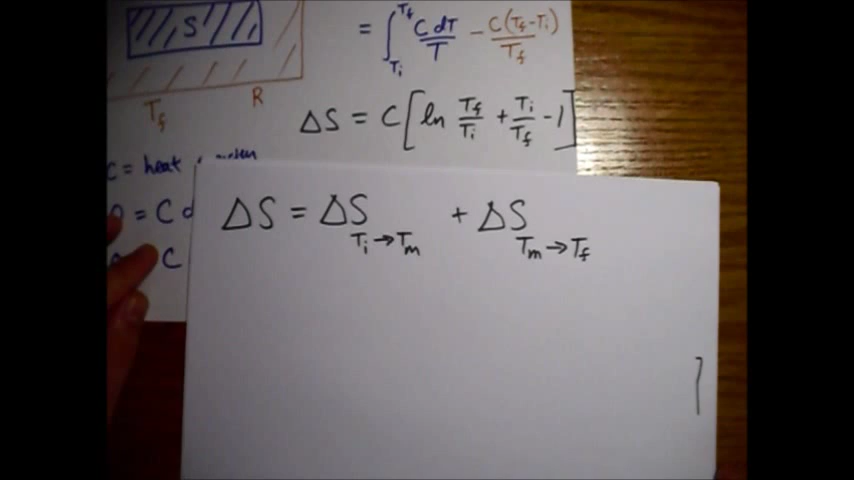 S
= ∫_{T_i}^{T_f} C dT / T - C(T_f - T_i) / T_f
T_f R
ΔS = C [ ln T_f / T_i + T_i / T_f - 1 ]
C = heat
= C d
C
ΔS = ΔS_{T_i → T_m} + ΔS_{T_m → T_f}